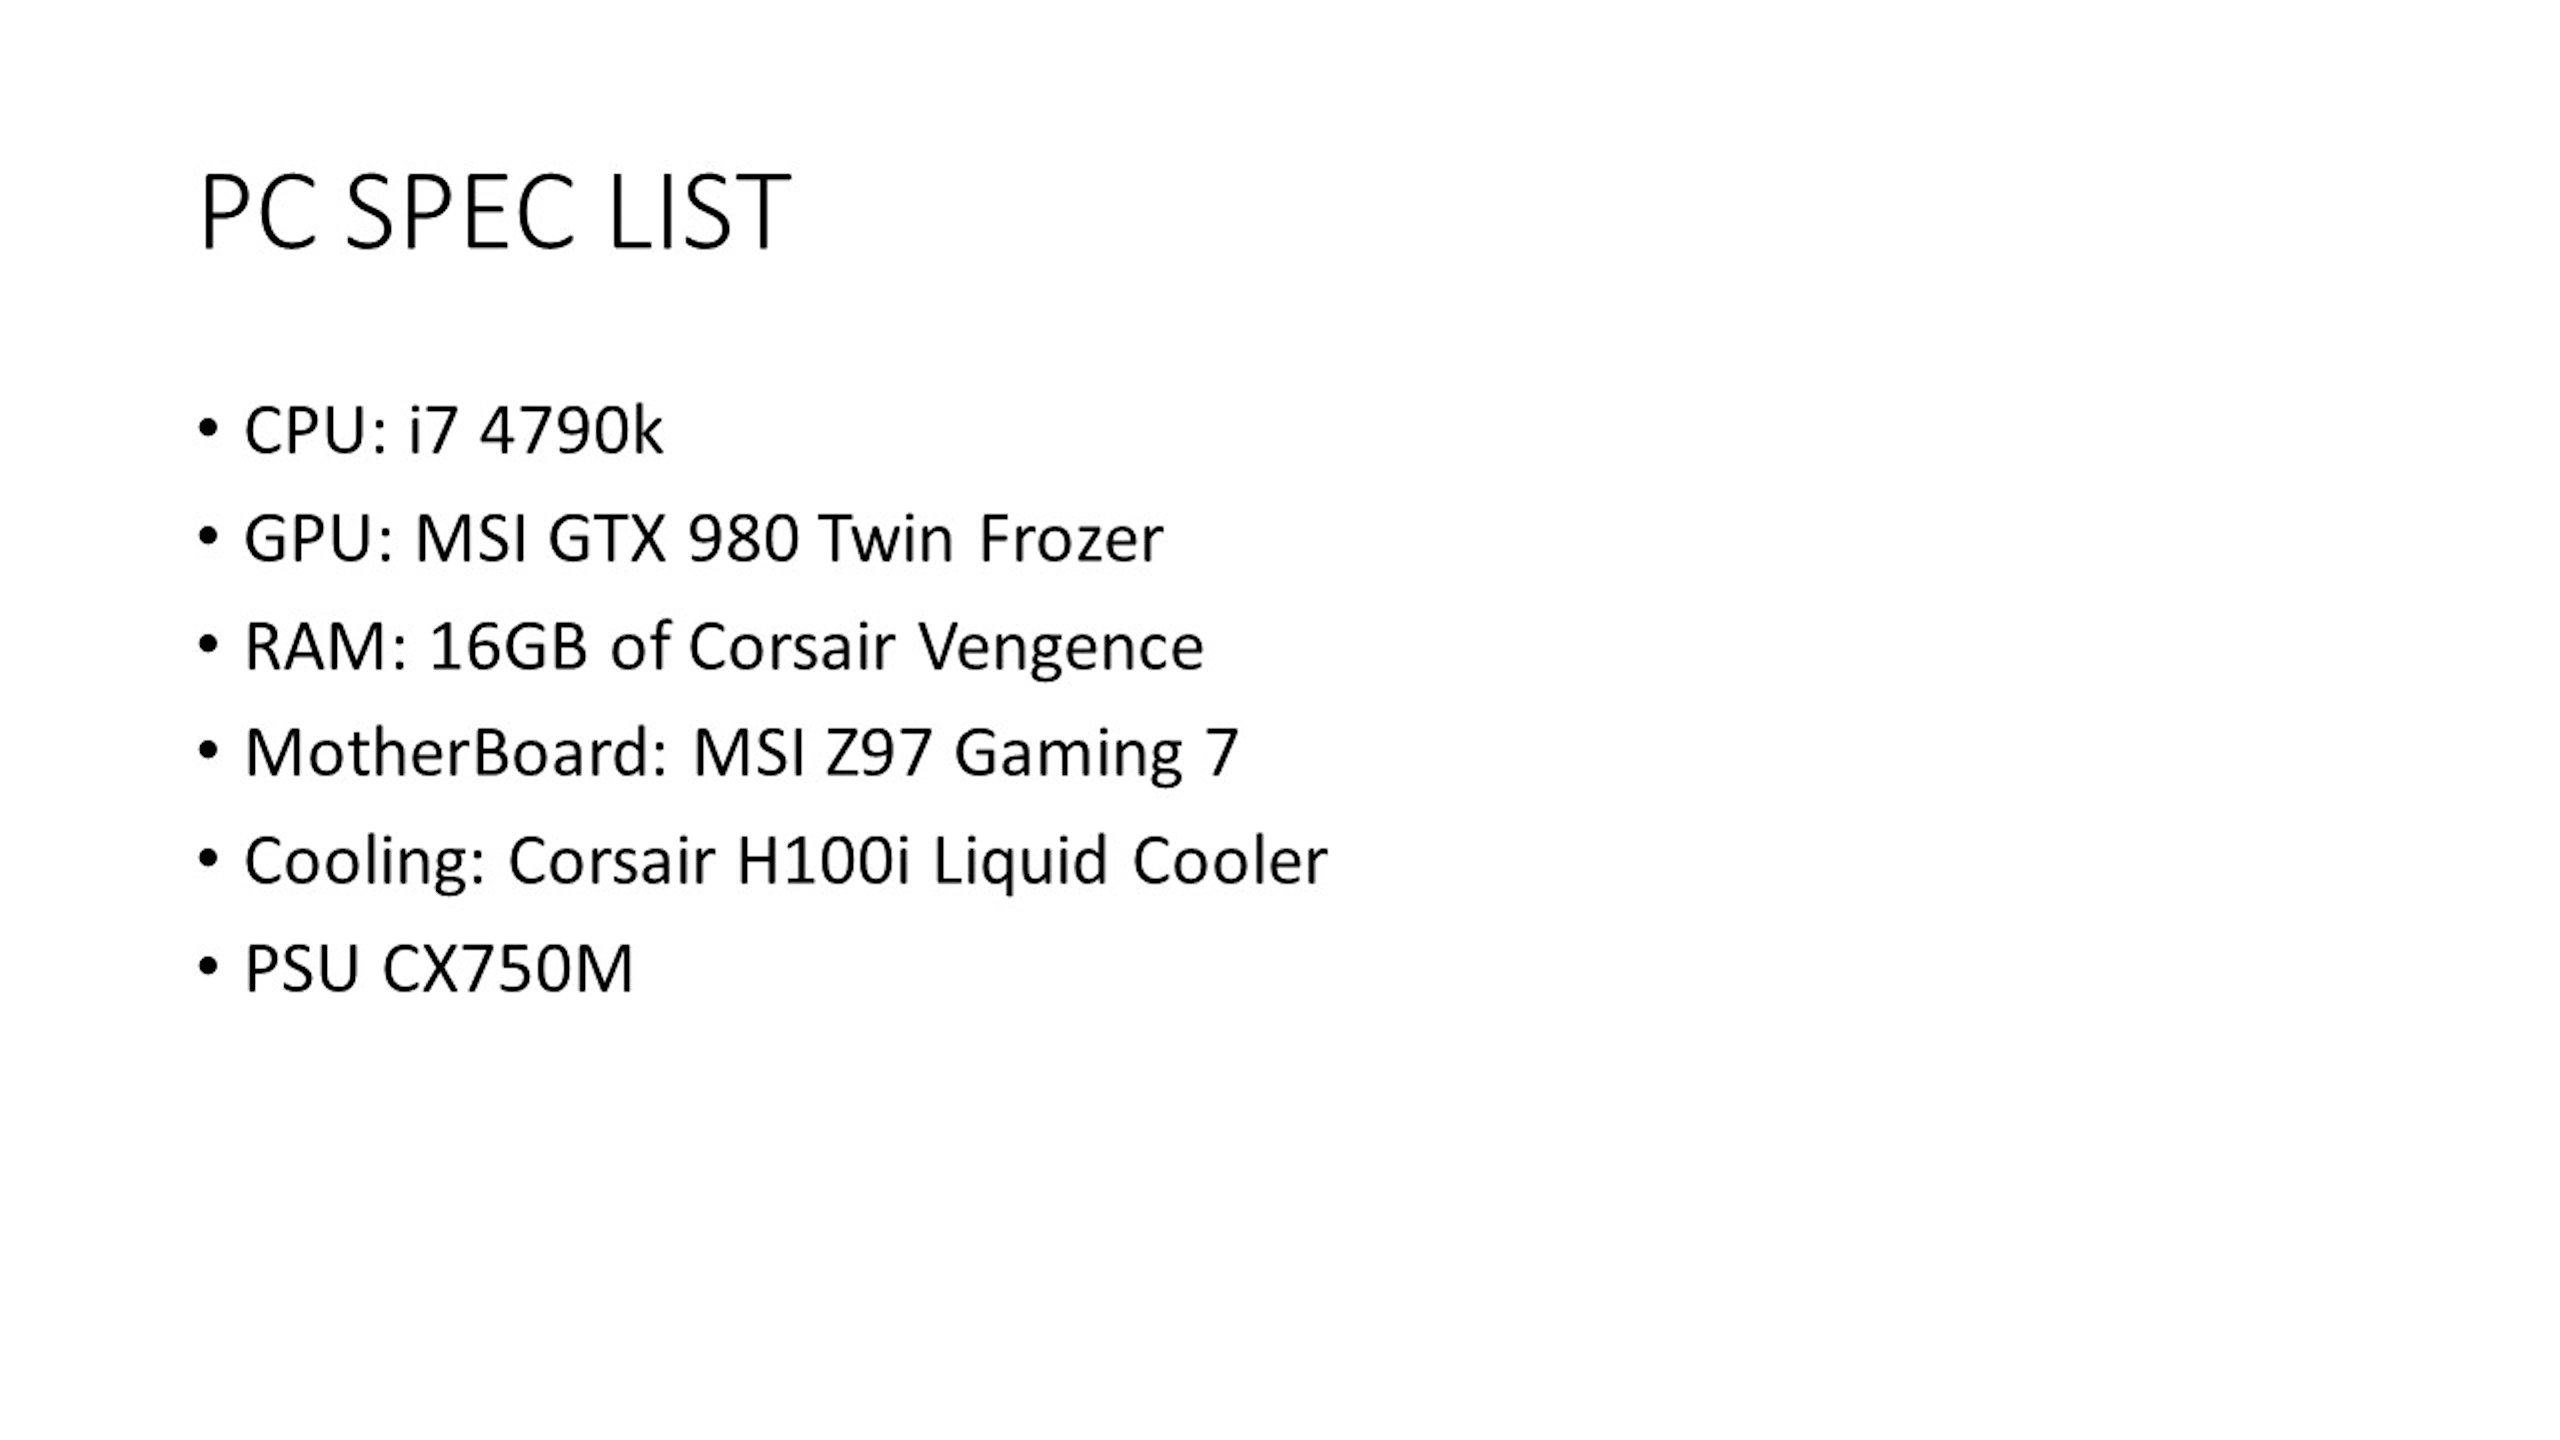 PC SPEC LIST
• CPU: i7 4790k
• GPU: MSI GTX 980 Twin Frozer
• RAM: 16GB of Corsair Vengence
• MotherBoard: MSI Z97 Gaming 7
• Cooling: Corsair H100i Liquid Cooler
• PSU CX750M